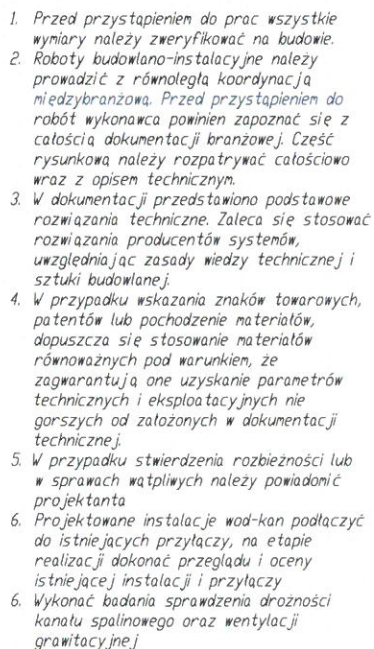 1. Przed przystąpieniem do prac wszystkie
wymiary należy zweryfikować na budowie.
2. Roboty budowlano-instalacyjne należy
prowadzić z równoległą koordynacją
międzybranżową. Przed przystąpieniem do
robót wykonawca powinien zapoznać się z
całością dokumentacji branżowej. Część
rysunkową należy rozpatrywać całościowo
wraz z opisem technicznym.
3. W dokumentacji przedstawiono podstawowe
rozwiązania techniczne. Zaleca się stosować
rozwiązania producentów systemów,
uwzględniając zasady wiedzy technicznej i
sztuki budowlanej.
4. W przypadku wskazania znaków towarowych,
patentów lub pochodzenie materiałów,
dopuszcza się stosowanie materiałów
równoważnych pod warunkiem, że
zagwarantują one uzyskanie parametrów
technicznych i eksploatacyjnych nie
gorszych od założonych w dokumentacji
technicznej.
5. W przypadku stwierdzenia rozbieżności lub
w sprawach wątpliwych należy powiadomić
projektanta
6. Projektowane instalacje wod-kan podłączyć
do istniejących przyłączy, na etapie
realizacji dokonać przeglądu i oceny
istniejącej instalacji i przyłączy
6. Wykonać badania sprawdzenia drożności
kanału spalinowego oraz wentylacji
grawitacyjnej